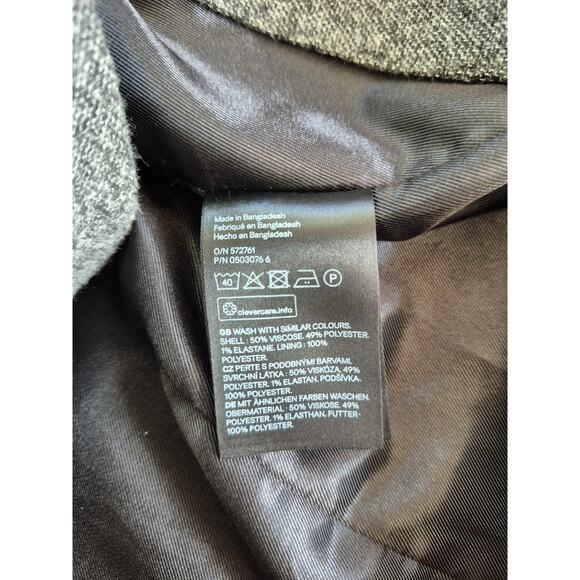 Made in Bangladesh
Fabriqué en Bangladesh
Hecho en Bangladesh
O/N 572761
P/N 0503076 6
40 P
clevercare.info
GB WASH WITH SIMILAR COLOURS.
SHELL : 50% VISCOSE. 49% POLYESTER.
1% ELASTANE. LINING : 100%
POLYESTER.
CZ PERTE S PODOBNÝMI BARVAMI.
SVRCHNÍ LÁTKA : 50% VISKÓZA, 49%
POLYESTER, 1% ELASTAN. PODŠÍVKA.
100% POLYESTER.
DE MIT ÄHNLICHEN FARBEN WASCHEN.
OBERMATERIAL : 50% VISKOSE. 49%
POLYESTER, 1% ELASTHAN. FUTTER-
100% POLYESTER.